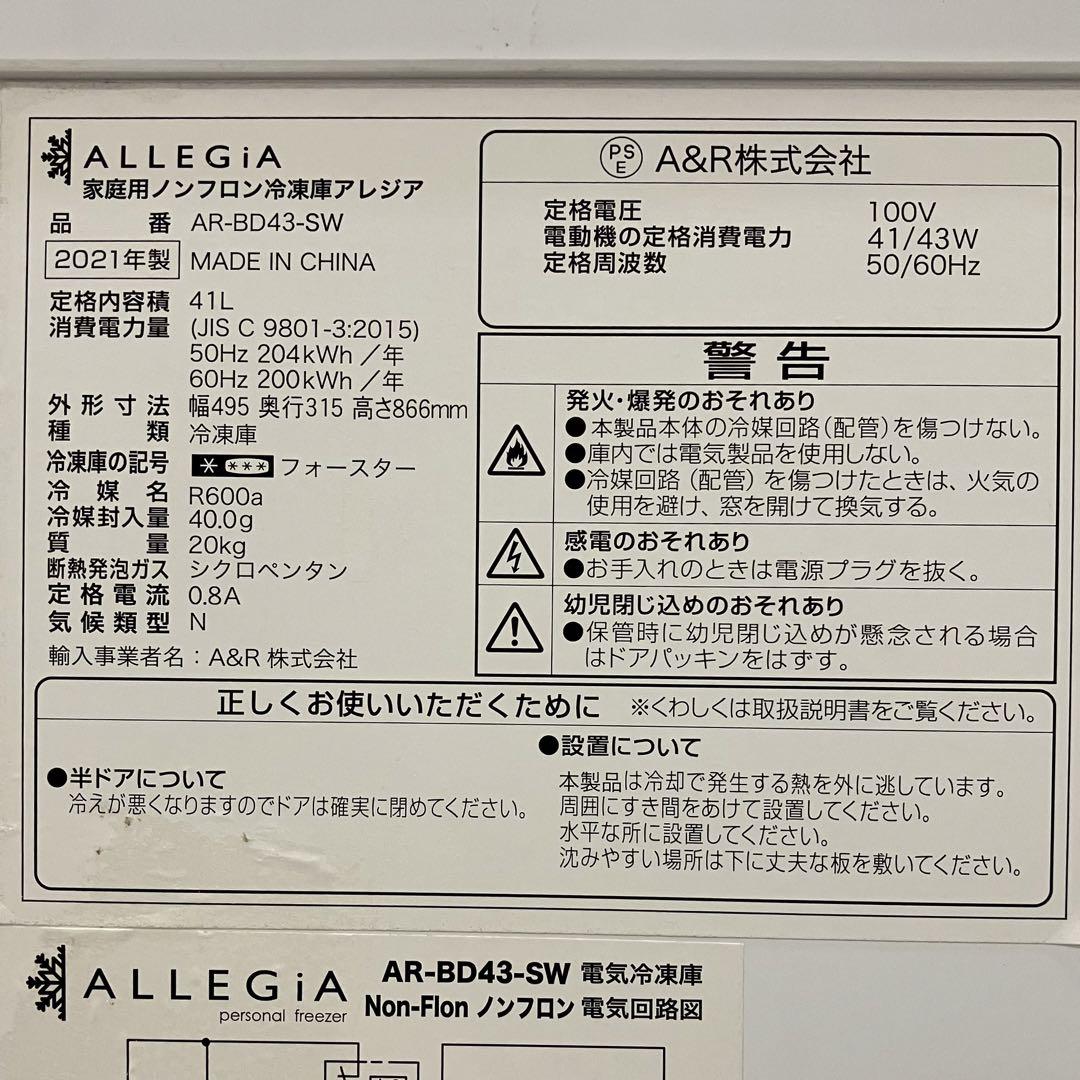 ALLEGiA
家庭用ノンフロン冷凍庫アレジア
品番 AR-BD43-SW
2021年製 MADE IN CHINA
定格内容積 41L
消費電力量 (JIS C 9801-3:2015)
50Hz 204kWh／年
60Hz 200kWh／年
外形寸法 幅495 奥行315 高さ866mm
種類 冷凍庫
冷凍庫の記号 * *** フォースター
冷媒名 R600a
冷媒封入量 40.0g
質量 20kg
断熱発泡ガス シクロペンタン
定格電流 0.8A
気候類型 N
輸入事業者名：A&R株式会社
PSE A&R株式会社
定格電圧 100V
電動機の定格消費電力 41/43W
定格周波数 50/60Hz
警告
発火・爆発のおそれあり
●本製品本体の冷媒回路(配管)を傷つけない。
●庫内では電気製品を使用しない。
●冷媒回路(配管)を傷つけたときは、火気の
使用を避け、窓を開けて換気する。
感電のおそれあり
●お手入れのときは電源プラグを抜く。
幼児閉じ込めのおそれあり
●保管時に幼児閉じ込めが懸念される場合
はドアパッキンをはずす。
正しくお使いいただくために ※くわしくは取扱説明書をご覧ください。
●半ドアについて
冷えが悪くなりますのでドアは確実に閉めてください。
●設置について
本製品は冷却で発生する熱を外に逃しています。
周囲にすき間をあけて設置してください。
水平な所に設置してください。
沈みやすい場所は下に丈夫な板を敷いてください。
ALLEGiA
personal freezer
AR-BD43-SW 電気冷凍庫
Non-Flon ノンフロン 電気回路図